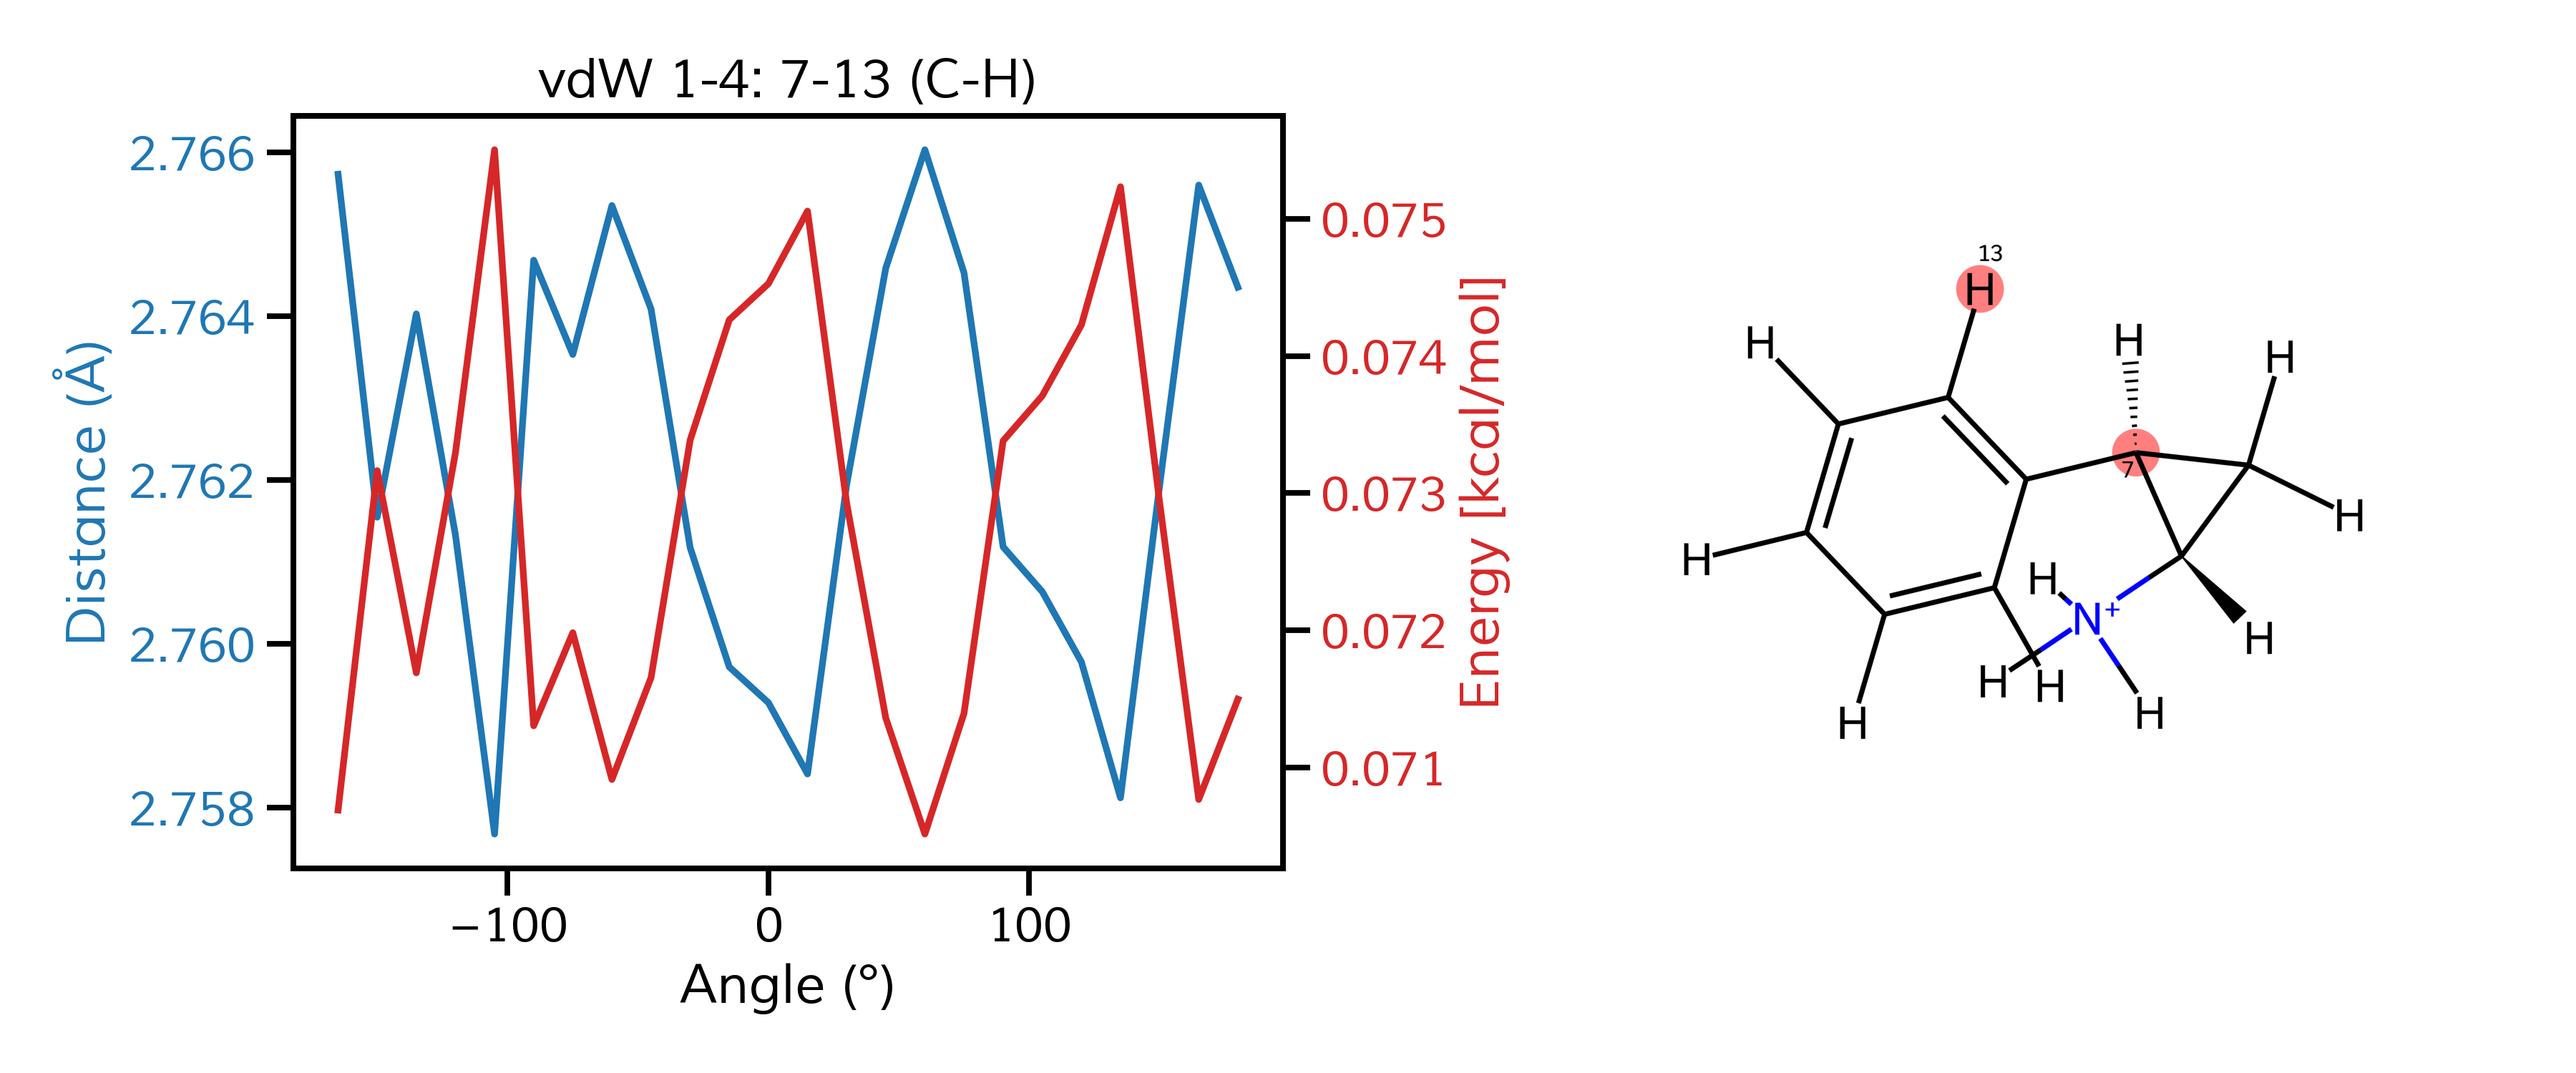 vdW 1-4: 7-13 (C-H)
2.766
2.764
2.762
2.760
2.758
Distance (Å)
0.075
0.074
0.073
0.072
0.071
Energy [kcal/mol]
−100
0
100
Angle (°)
13
H
H
H
H
7
H
H
H
N+
H
H
H
H
H